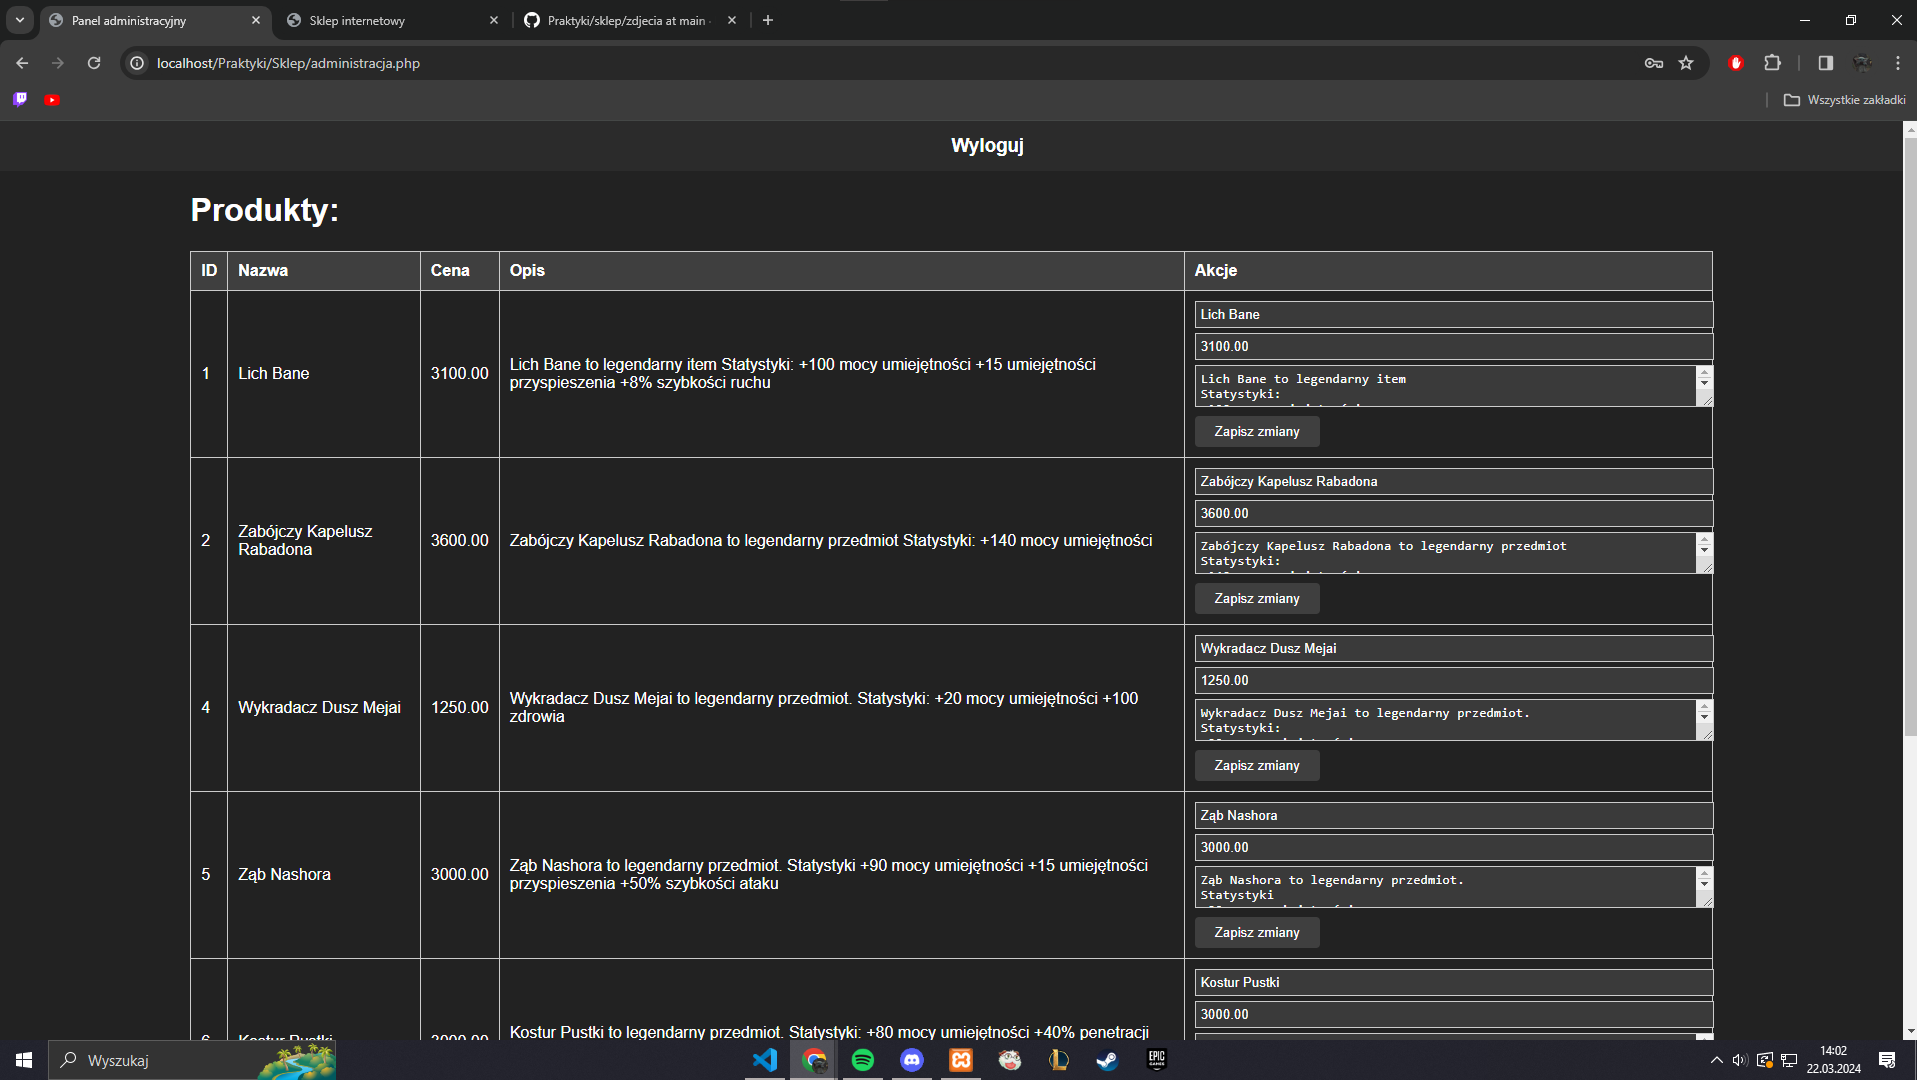 Panel administracyjny
Sklep internetowy
Praktyki/sklep/zdjecia at main
localhost/Praktyki/Sklep/administracja.php
Wszystkie zakładki
Wyloguj
Produkty:
ID Nazwa Cena Opis Akcje
1 Lich Bane 3100.00
Lich Bane to legendarny item Statystyki: +100 mocy umiejętności +15 umiejętności
przyspieszenia +8% szybkości ruchu
Lich Bane
3100.00
Lich Bane to legendarny item
Statystyki:
Zapisz zmiany
2
Zabójczy Kapelusz
Rabadona
3600.00
Zabójczy Kapelusz Rabadona to legendarny przedmiot Statystyki: +140 mocy umiejętności
Zabójczy Kapelusz Rabadona
3600.00
Zabójczy Kapelusz Rabadona to legendarny przedmiot
Statystyki:
Zapisz zmiany
4 Wykradacz Dusz Mejai 1250.00
Wykradacz Dusz Mejai to legendarny przedmiot. Statystyki: +20 mocy umiejętności +100
zdrowia
Wykradacz Dusz Mejai
1250.00
Wykradacz Dusz Mejai to legendarny przedmiot.
Statystyki:
Zapisz zmiany
5 Ząb Nashora 3000.00
Ząb Nashora to legendarny przedmiot. Statystyki +90 mocy umiejętności +15 umiejętności
przyspieszenia +50% szybkości ataku
Ząb Nashora
3000.00
Ząb Nashora to legendarny przedmiot.
Statystyki
Zapisz zmiany
6 Kostur Pustki 3000.00
Kostur Pustki to legendarny przedmiot. Statystyki: +80 mocy umiejętności +40% penetracji
Kostur Pustki
3000.00
Wyszukaj
EPIC
GAMES
14:02
22.03.2024